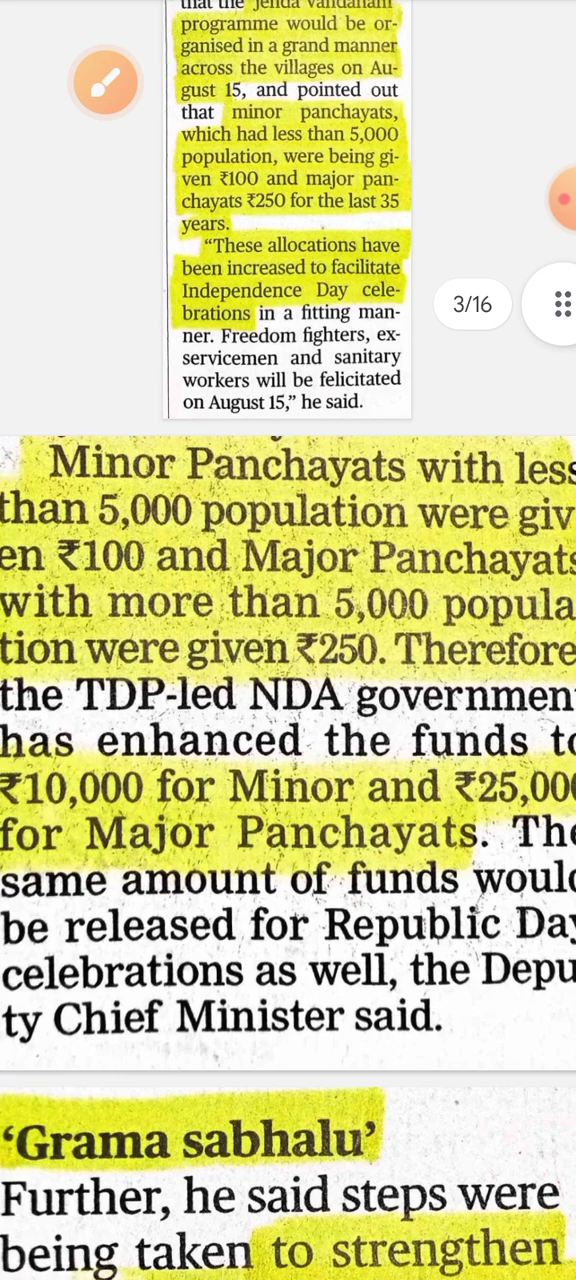 that the 'Jenda Vandanam'
programme would be or-
ganised in a grand manner
across the villages on Au-
gust 15, and pointed out
that minor panchayats,
which had less than 5,000
population, were being gi-
ven ₹100 and major pan-
chayats ₹250 for the last 35
years.
"These allocations have
been increased to facilitate
Independence Day cele-
brations in a fitting man-
ner. Freedom fighters, ex-
servicemen and sanitary
workers will be felicitated
on August 15," he said.
3/16
Minor Panchayats with less
than 5,000 population were giv
en ₹100 and Major Panchayats
with more than 5,000 popula
tion were given ₹250. Therefore
the TDP-led NDA government
has enhanced the funds to
₹10,000 for Minor and ₹25,000
for Major Panchayats. The
same amount of funds would
be released for Republic Day
celebrations as well, the Depu
ty Chief Minister said.
'Grama sabhalu'
Further, he said steps were
being taken to strengthen